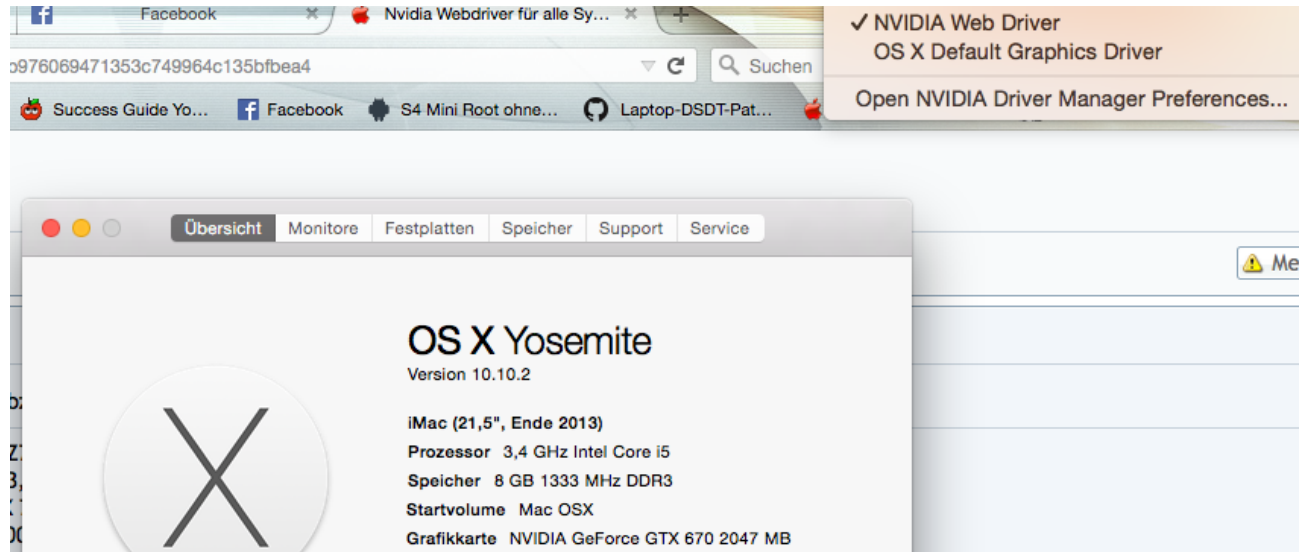 Facebook
Nvidia Webdriver für alle Sy...
NVIDIA Web Driver
OS X Default Graphics Driver
Open NVIDIA Driver Manager Preferences...
976069471353c749964c135bfbea4
Suchen
Success Guide Yo...
Facebook
S4 Mini Root ohne...
Laptop-DSDT-Pat...
Übersicht Monitore Festplatten Speicher Support Service
Me
OS X Yosemite
Version 10.10.2
iMac (21,5", Ende 2013)
Prozessor 3,4 GHz Intel Core i5
Speicher 8 GB 1333 MHz DDR3
Startvolume Mac OSX
Grafikkarte NVIDIA GeForce GTX 670 2047 MB